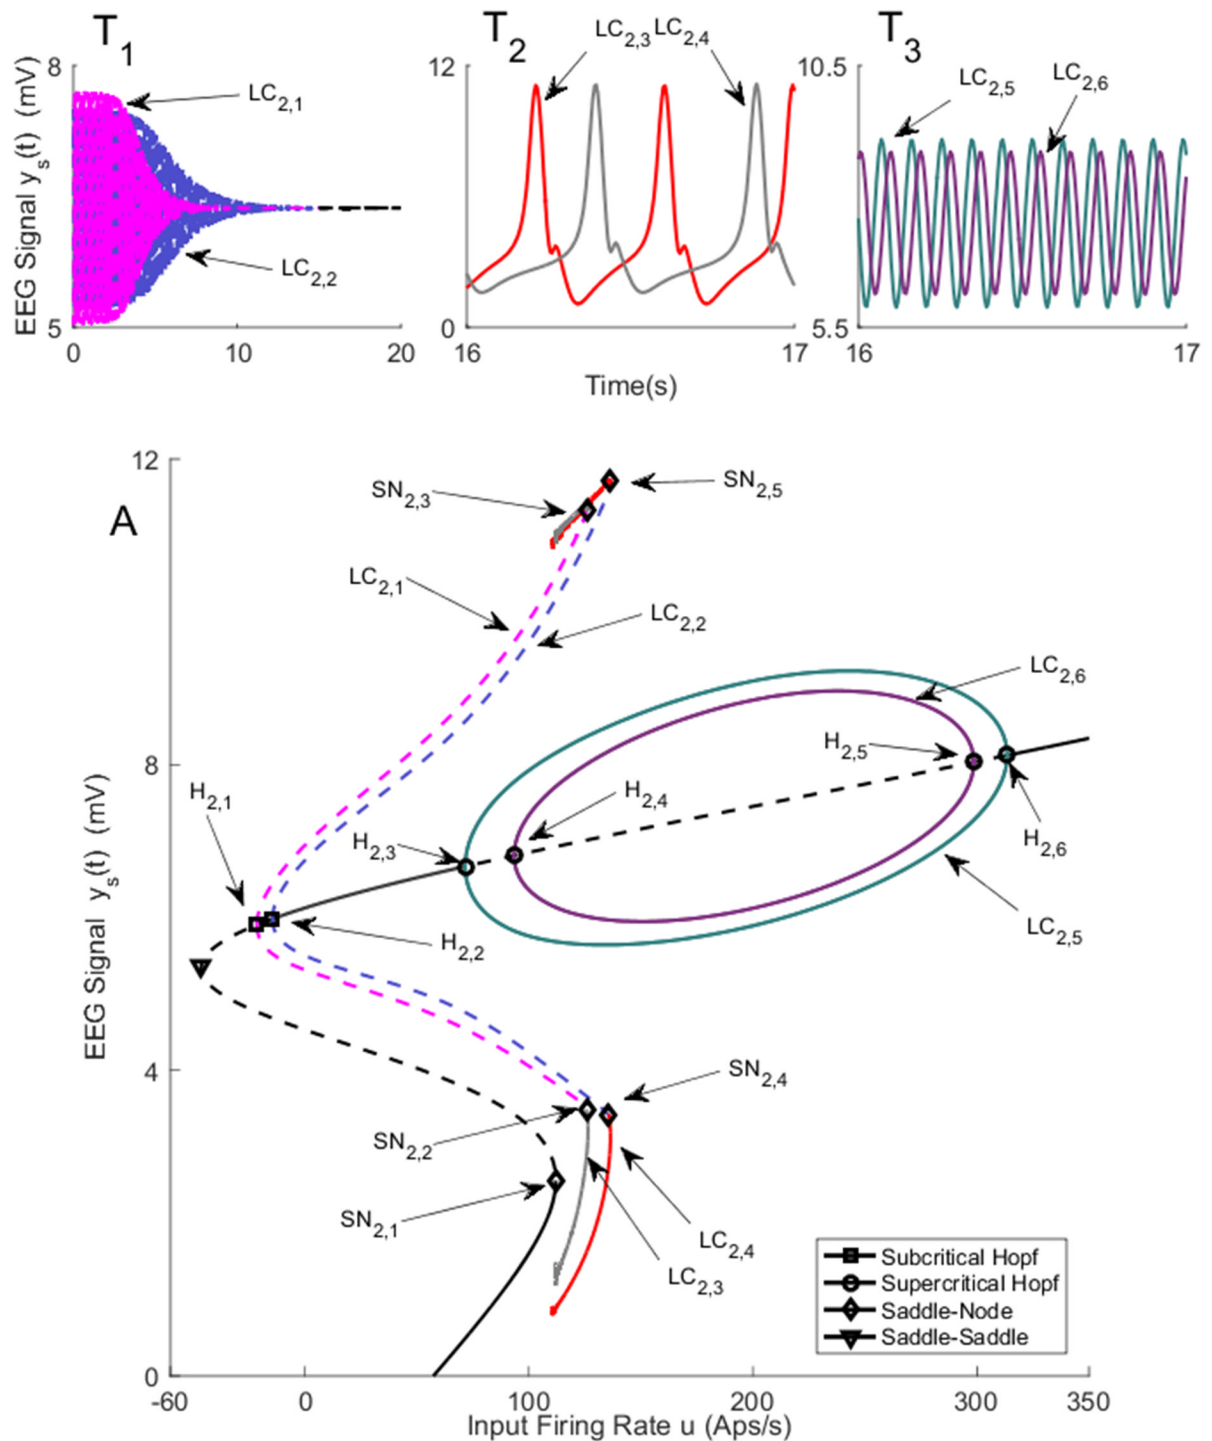 T1 T2 T3
LC2,3 LC2,4
LC2,5 LC2,6
LC2,1
LC2,2
EEG Signal ys(t) (mV)
8
5
0 10 20
12
0
16 17
10.5
5.5
16 17
Time(s)
A
12
8
4
0
EEG Signal ys(t) (mV)
SN2,3
SN2,5
LC2,1
LC2,2
LC2,6
H2,5
H2,1
H2,4
H2,3
H2,6
H2,2
LC2,5
SN2,4
SN2,2
SN2,1
LC2,4
LC2,3
Subcritical Hopf
Supercritical Hopf
Saddle-Node
Saddle-Saddle
-60 0 100 200 300 350
Input Firing Rate u (Aps/s)